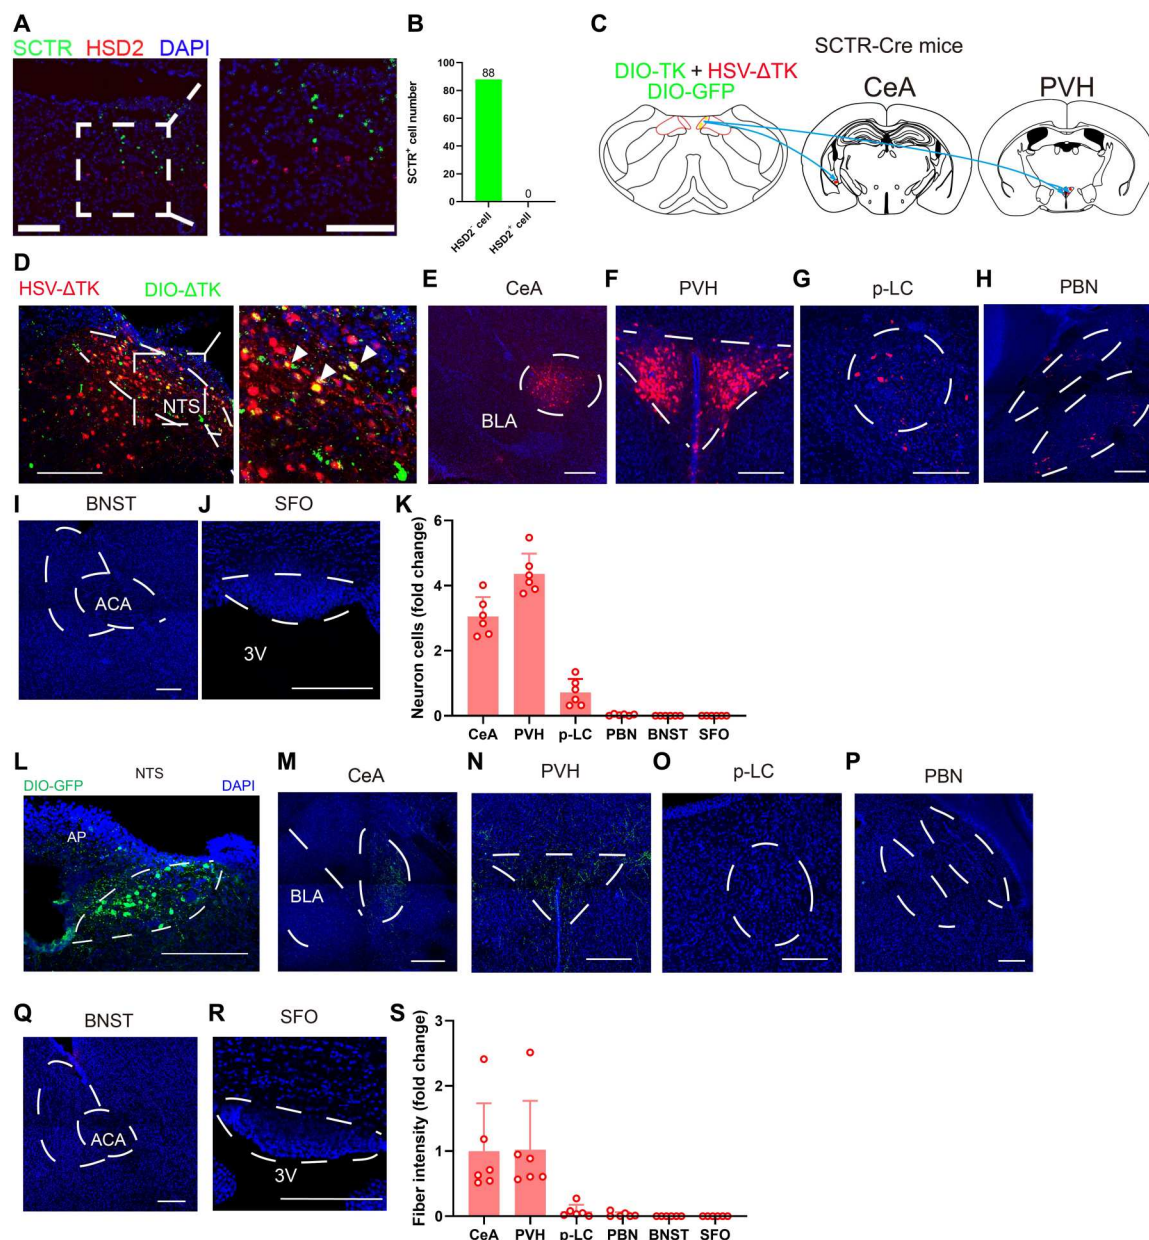 A
SCTR HSD2 DAPI
B
SCTR+ cell number
100
80
60
40
20
0
88
0
HSD2- cell
HSD2+ cell
C
SCTR-Cre mice
DIO-TK + HSV-ΔTK
DIO-GFP
CeA
PVH
D
HSV-ΔTK DIO-ΔTK
NTS
E
CeA
BLA
F
PVH
G
p-LC
H
PBN
I
BNST
ACA
J
SFO
3V
K
Neuron cells (fold change)
6
4
2
0
CeA PVH p-LC PBN BNST SFO
L
NTS
DIO-GFP DAPI
AP
M
CeA
BLA
N
PVH
O
p-LC
P
PBN
Q
BNST
ACA
R
SFO
3V
S
Fiber intensity (fold change)
3
2
1
0
CeA PVH p-LC PBN BNST SFO